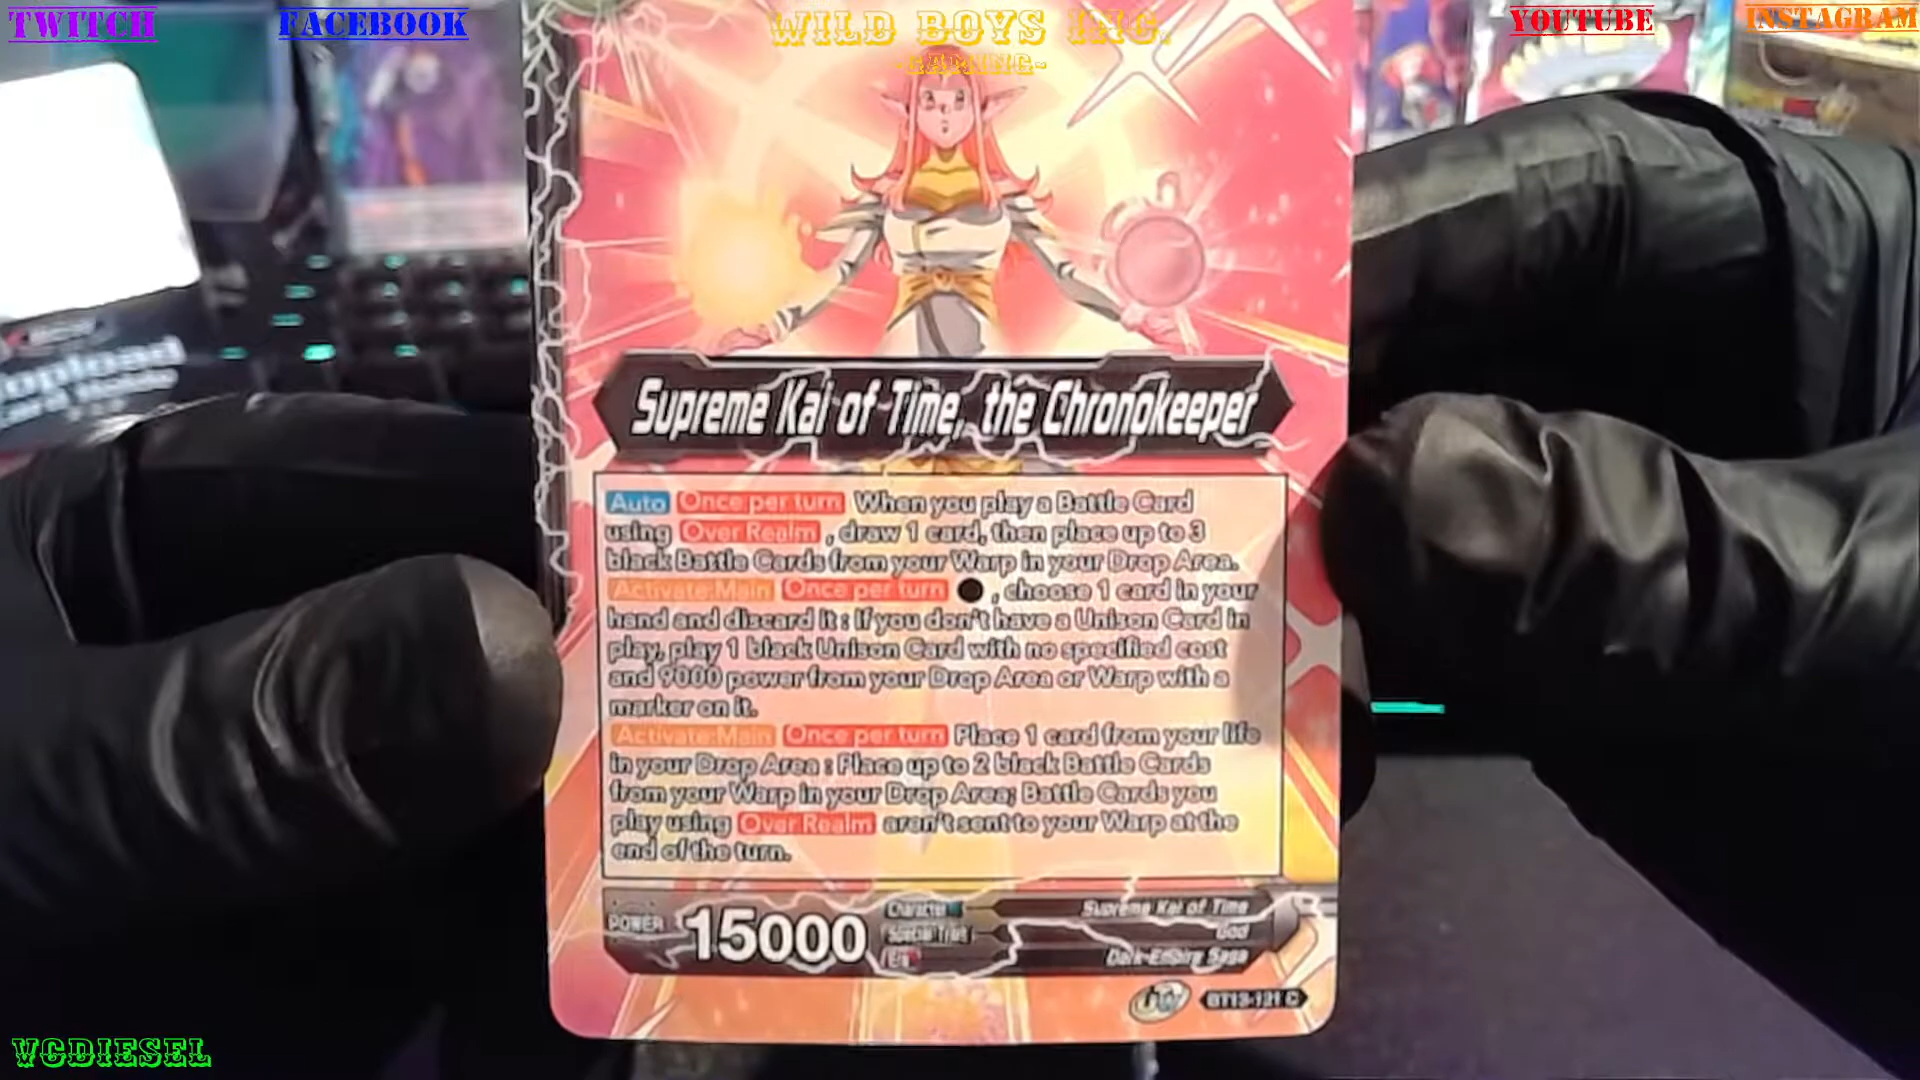 TWITCH
FACEBOOK
WILD BOYS INC.
-GAMING-
YOUTUBE
INSTAGRAM
Supreme Kai of Time, the Chronokeeper
Auto Once per turn When you play a Battle Card
using Over Realm , draw 1 card, then place up to 3
black Battle Cards from your Warp in your Drop Area.
Activate:Main Once per turn ● , choose 1 card in your
hand and discard it : If you don't have a Unison Card in
play, play 1 black Unison Card with no specified cost
and 9000 power from your Drop Area or Warp with a
marker on it.
Activate:Main Once per turn Place 1 card from your life
in your Drop Area : Place up to 2 black Battle Cards
from your Warp in your Drop Area; Battle Cards you
play using Over Realm aren't sent to your Warp at the
end of the turn.
POWER 15000
Character Supreme Kai of Time
Special Trait God
Era Dark Empire Saga
BT13-121 C
VGDIESEL